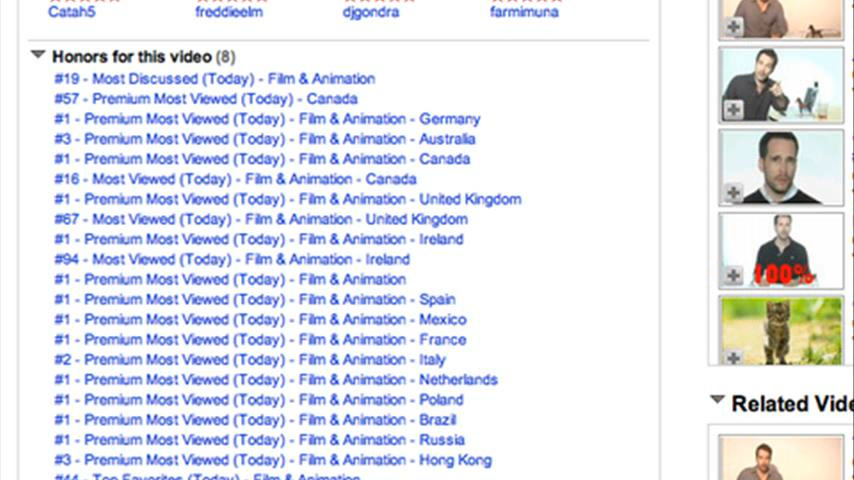 Catah5 freddieelm djgondra farmimuna
Honors for this video (8)
#19 - Most Discussed (Today) - Film & Animation
#57 - Premium Most Viewed (Today) - Canada
#1 - Premium Most Viewed (Today) - Film & Animation - Germany
#3 - Premium Most Viewed (Today) - Film & Animation - Australia
#1 - Premium Most Viewed (Today) - Film & Animation - Canada
#16 - Most Viewed (Today) - Film & Animation - Canada
#1 - Premium Most Viewed (Today) - Film & Animation - United Kingdom
#67 - Most Viewed (Today) - Film & Animation - United Kingdom
#1 - Premium Most Viewed (Today) - Film & Animation - Ireland
#94 - Most Viewed (Today) - Film & Animation - Ireland
#1 - Premium Most Viewed (Today) - Film & Animation
#1 - Premium Most Viewed (Today) - Film & Animation - Spain
#1 - Premium Most Viewed (Today) - Film & Animation - Mexico
#1 - Premium Most Viewed (Today) - Film & Animation - France
#2 - Premium Most Viewed (Today) - Film & Animation - Italy
#1 - Premium Most Viewed (Today) - Film & Animation - Netherlands
#1 - Premium Most Viewed (Today) - Film & Animation - Poland
#1 - Premium Most Viewed (Today) - Film & Animation - Brazil
#1 - Premium Most Viewed (Today) - Film & Animation - Russia
#3 - Premium Most Viewed (Today) - Film & Animation - Hong Kong
#44 - Top Favorites (Today) - Film & Animation
100%
Related Vide